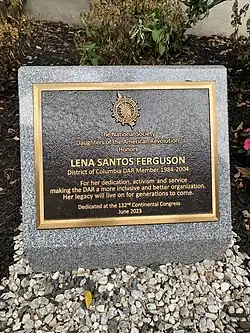 The National Society
Daughters of the American Revolution
Honors
LENA SANTOS FERGUSON
District of Columbia DAR Member 1984-2004
For her dedication, activism and service
making the DAR a more inclusive and better organization.
Her legacy will live on for generations to come.
Dedicated at the 132nd Continental Congress
June 2023